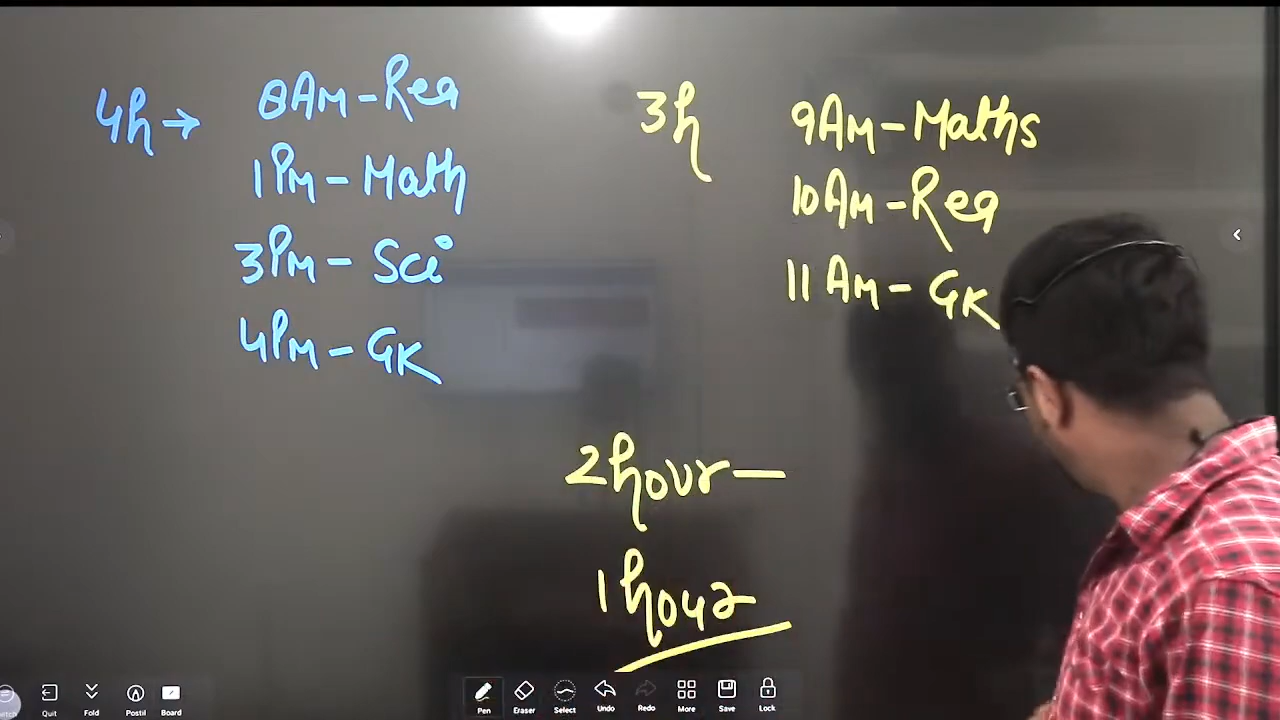 4h →
8AM - Rea
1PM - Math
3PM - Sci
4PM - GK
3h
9AM - Maths
10AM - Rea
11AM - GK
2hour -
1hour
Quit
Fold
Postil
Board
Pen
Eraser
Select
Undo
Redo
More
Save
Lock